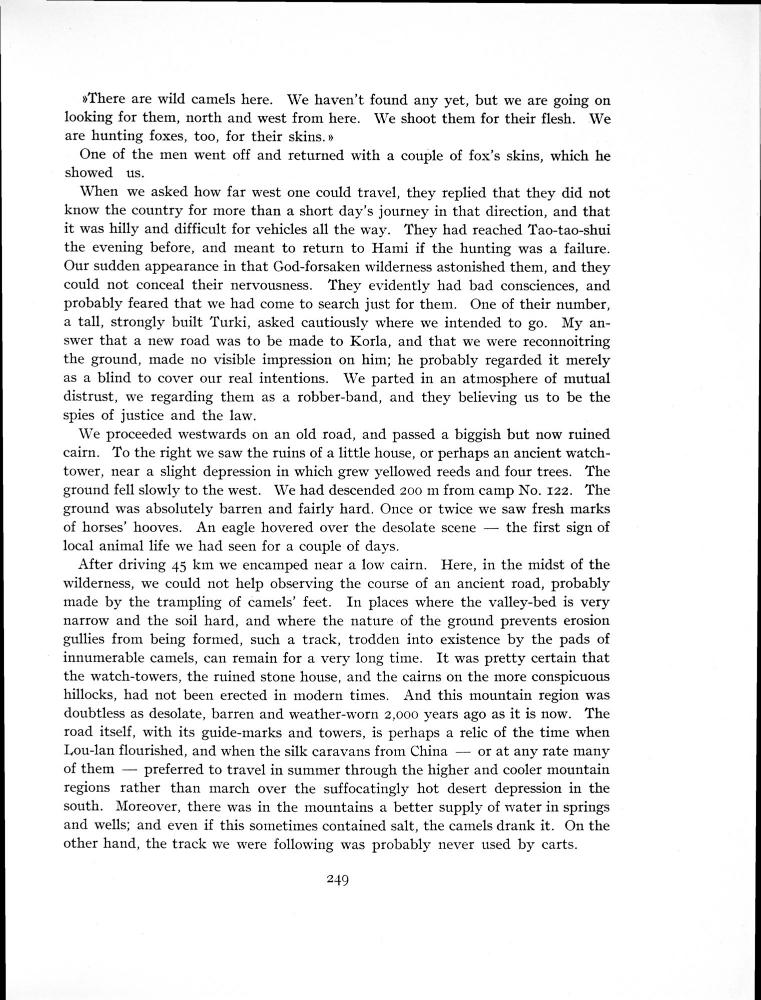 »There are wild camels here. We haven't found any yet, but we are going on
looking for them, north and west from here. We shoot them for their flesh. We
are hunting foxes, too, for their skins.»
One of the men went off and returned with a couple of fox's skins, which he
showed us.
When we asked how far west one could travel, they replied that they did not
know the country for more than a short day's journey in that direction, and that
it was hilly and difficult for vehicles all the way. They had reached Tao-tao-shui
the evening before, and meant to return to Hami if the hunting was a failure.
Our sudden appearance in that God-forsaken wilderness astonished them, and they
could not conceal their nervousness. They evidently had bad consciences, and
probably feared that we had come to search just for them. One of their number,
a tall, strongly built Turki, asked cautiously where we intended to go. My an-
swer that a new road was to be made to Korla, and that we were reconnoitring
the ground, made no visible impression on him; he probably regarded it merely
as a blind to cover our real intentions. We parted in an atmosphere of mutual
distrust, we regarding them as a robber-band, and they believing us to be the
spies of justice and the law.
We proceeded westwards on an old road, and passed a biggish but now ruined
cairn. To the right we saw the ruins of a little house, or perhaps an ancient watch-
tower, near a slight depression in which grew yellowed reeds and four trees. The
ground fell slowly to the west. We had descended 200 m from camp No. 122. The
ground was absolutely barren and fairly hard. Once or twice we saw fresh marks
of horses' hooves. An eagle hovered over the desolate scene — the first sign of
local animal life we had seen for a couple of days.
After driving 45 km we encamped near a low cairn. Here, in the midst of the
wilderness, we could not help observing the course of an ancient road, probably
made by the trampling of camels' feet. In places where the valley-bed is very
narrow and the soil hard, and where the nature of the ground prevents erosion
gullies from being formed, such a track, trodden into existence by the pads of
innumerable camels, can remain for a very long time. It was pretty certain that
the watch-towers, the ruined stone house, and the cairns on the more conspicuous
hillocks, had not been erected in modern times. And this mountain region was
doubtless as desolate, barren and weather-worn 2,000 years ago as it is now. The
road itself, with its guide-marks and towers, is perhaps a relic of the time when
Lou-lan flourished, and when the silk caravans from China — or at any rate many
of them — preferred to travel in summer through the higher and cooler mountain
regions rather than march over the suffocatingly hot desert depression in the
south. Moreover, there was in the mountains a better supply of water in springs
and wells; and even if this sometimes contained salt, the camels drank it. On the
other hand, the track we were following was probably never used by carts.
249